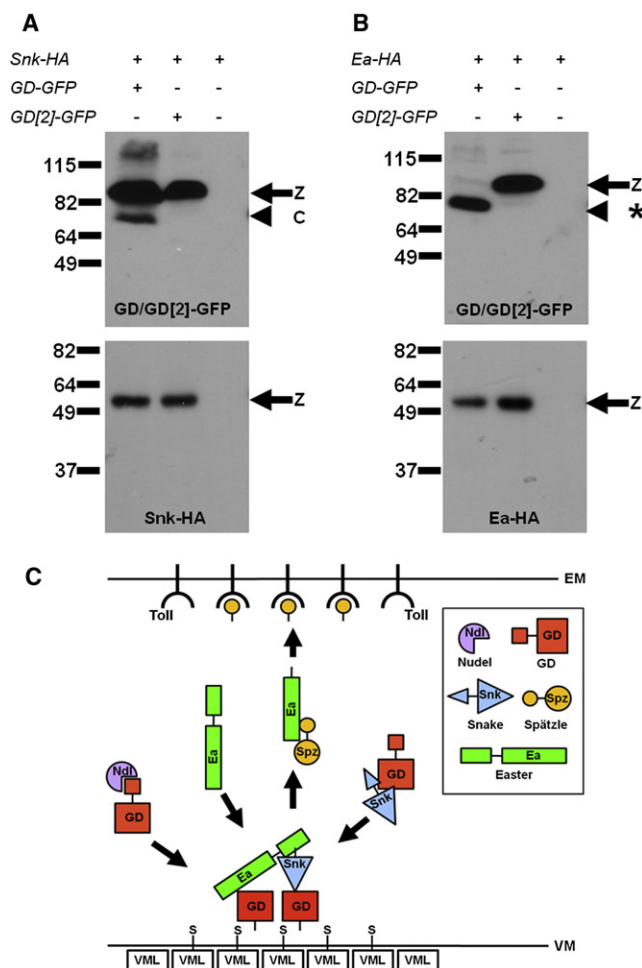 A
Snk-HA + + +
GD-GFP + - -
GD[2]-GFP - + -
115
82
64
49
Z
C
GD/GD[2]-GFP
82
64
49
37
Z
Snk-HA
B
Ea-HA + + +
GD-GFP + - -
GD[2]-GFP - + -
115
82
64
49
Z
*
GD/GD[2]-GFP
82
64
49
37
Z
Ea-HA
C
EM
Toll
Toll
Ndl
GD
Nudel
GD
Snk
Spz
Snake
Spätzle
Ea
Easter
Ea
Ea
Spz
Ndl
GD
GD
Snk
Ea
Snk
GD
GD
S S S S S
VM
VML VML VML VML VML VML VML